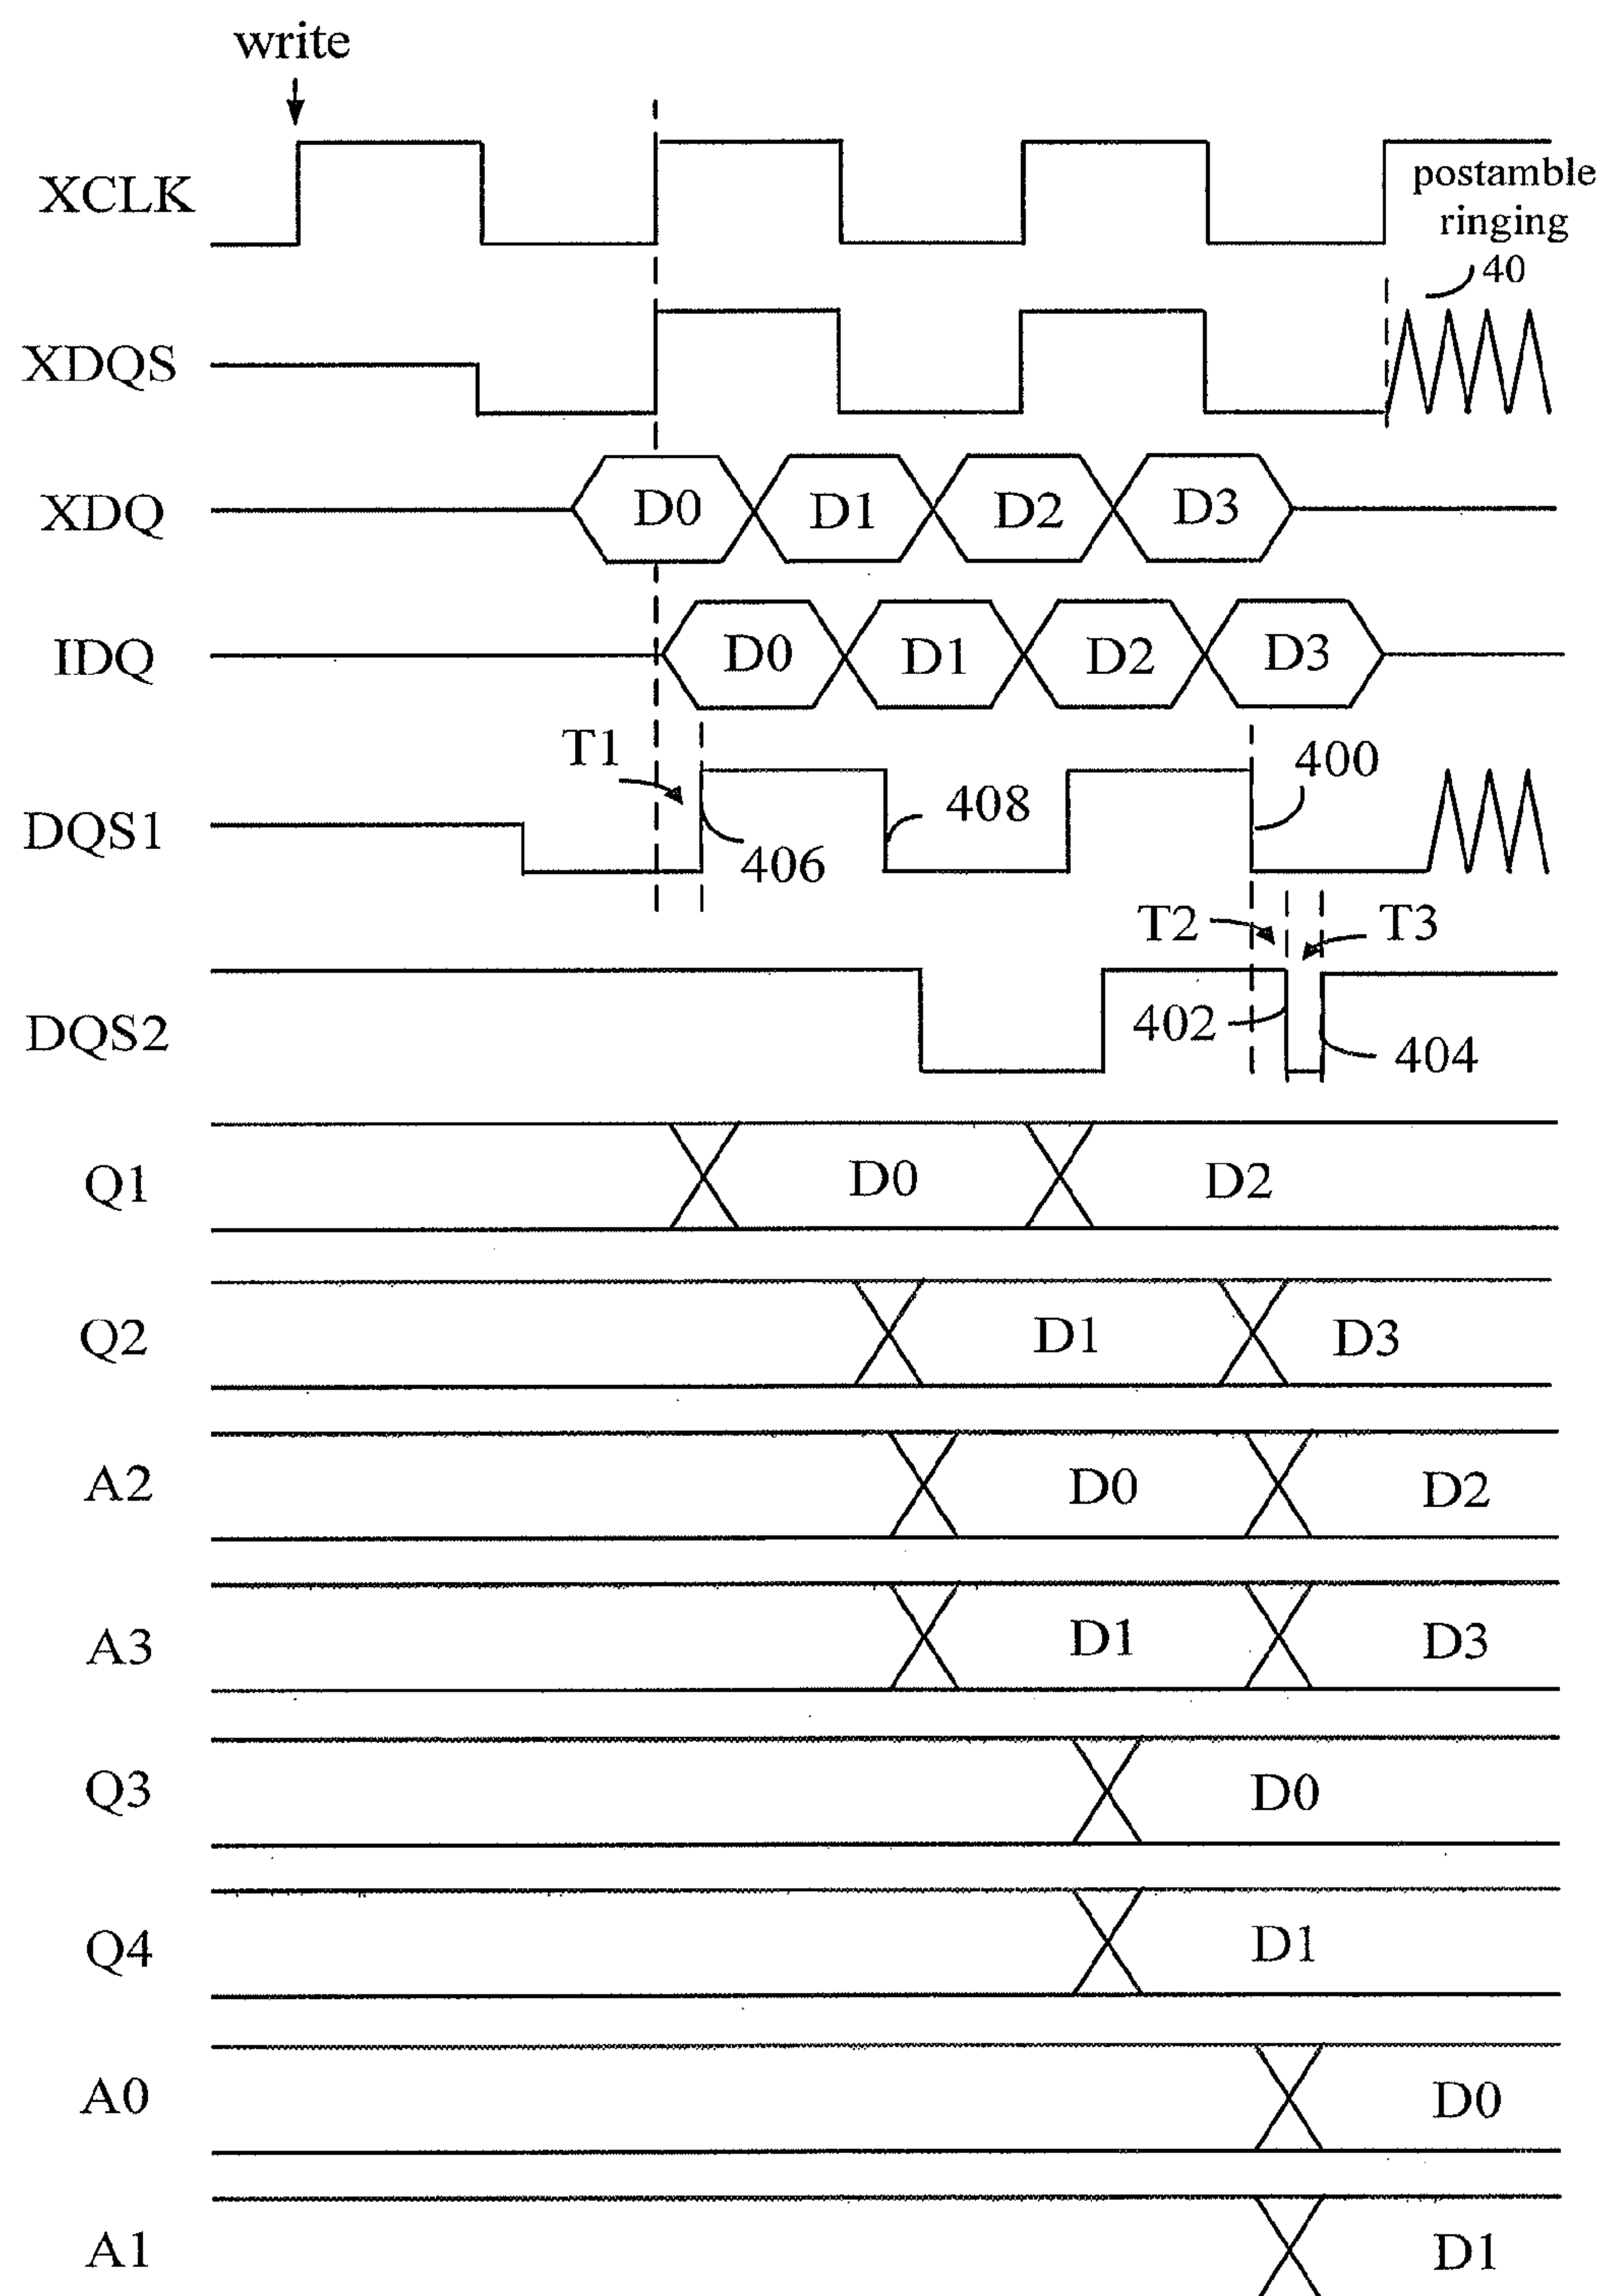 write
XCLK
postamble
ringing
40
XDQS
XDQ D0 D1 D2 D3
IDQ D0 D1 D2 D3
T1
400
DQS1
408
406
T2 T3
DQS2
402
404
Q1 D0 D2
Q2 D1 D3
A2 D0 D2
A3 D1 D3
Q3 D0
Q4 D1
A0 D0
A1 D1